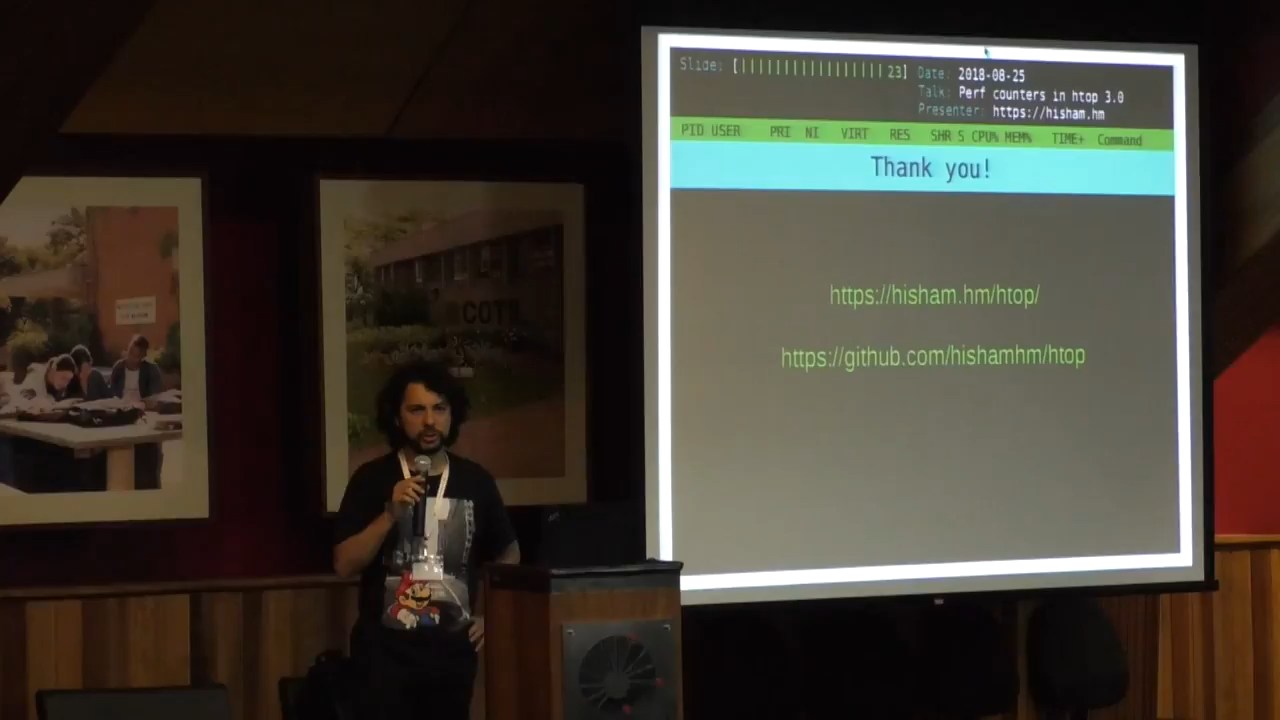 Slide: [||||||||||||||||| 23]
Date: 2018-08-25
Talk: Perf counters in htop 3.0
Presenter: https://hisham.hm
PID USER PRI NI VIRT RES SHR S CPU% MEM% TIME+ Command
Thank you!
https://hisham.hm/htop/
https://github.com/hishamhm/htop